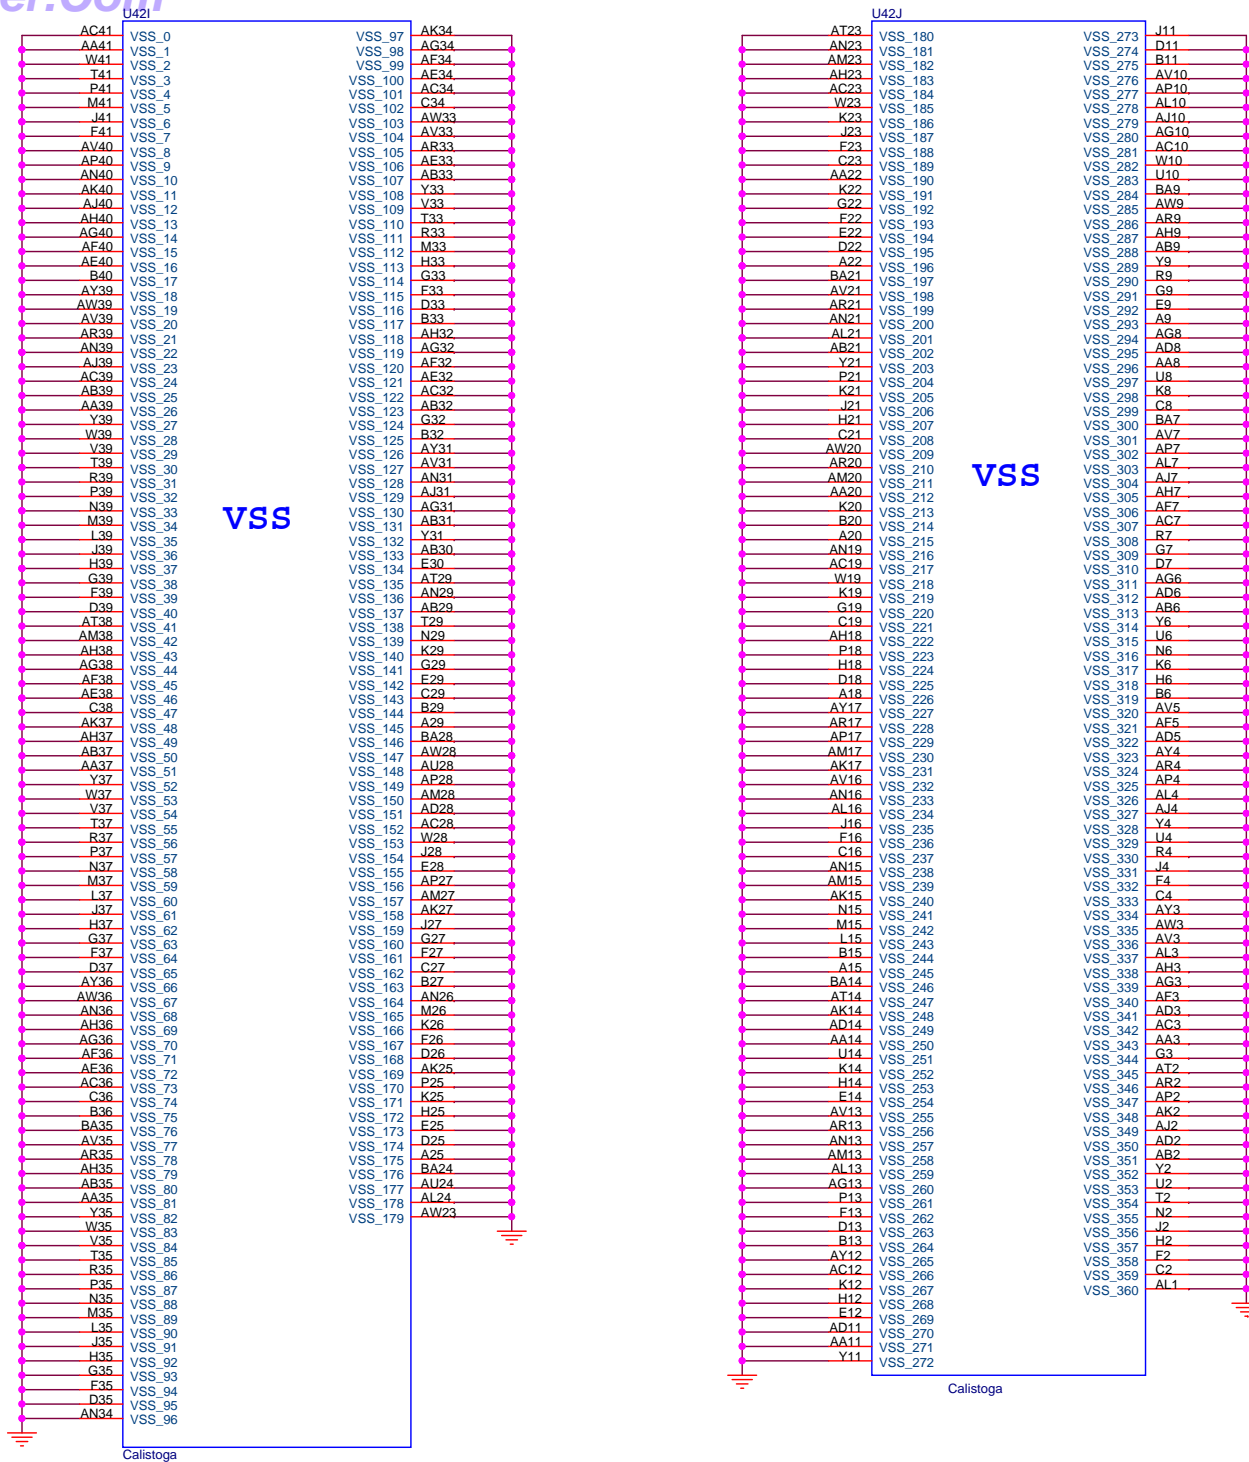 er.com
U42I
AC41 VSS_0
AA41 VSS_1
W41 VSS_2
T41 VSS_3
P41 VSS_4
M41 VSS_5
J41 VSS_6
F41 VSS_7
AV40 VSS_8
AP40 VSS_9
AN40 VSS_10
AK40 VSS_11
AJ40 VSS_12
AH40 VSS_13
AG40 VSS_14
AF40 VSS_15
AE40 VSS_16
B40 VSS_17
AY39 VSS_18
AW39 VSS_19
AV39 VSS_20
AR39 VSS_21
AN39 VSS_22
AJ39 VSS_23
AC39 VSS_24
AB39 VSS_25
AA39 VSS_26
Y39 VSS_27
W39 VSS_28
V39 VSS_29
T39 VSS_30
R39 VSS_31
P39 VSS_32
N39 VSS_33
M39 VSS_34
L39 VSS_35
J39 VSS_36
H39 VSS_37
G39 VSS_38
F39 VSS_39
D39 VSS_40
AT38 VSS_41
AM38 VSS_42
AH38 VSS_43
AG38 VSS_44
AF38 VSS_45
AE38 VSS_46
C38 VSS_47
AK37 VSS_48
AH37 VSS_49
AB37 VSS_50
AA37 VSS_51
Y37 VSS_52
W37 VSS_53
V37 VSS_54
T37 VSS_55
R37 VSS_56
P37 VSS_57
N37 VSS_58
M37 VSS_59
L37 VSS_60
J37 VSS_61
H37 VSS_62
G37 VSS_63
F37 VSS_64
D37 VSS_65
AY36 VSS_66
AW36 VSS_67
AN36 VSS_68
AH36 VSS_69
AG36 VSS_70
AF36 VSS_71
AE36 VSS_72
AC36 VSS_73
C36 VSS_74
B36 VSS_75
BA35 VSS_76
AV35 VSS_77
AR35 VSS_78
AH35 VSS_79
AB35 VSS_80
AA35 VSS_81
Y35 VSS_82
W35 VSS_83
V35 VSS_84
T35 VSS_85
R35 VSS_86
P35 VSS_87
N35 VSS_88
M35 VSS_89
L35 VSS_90
J35 VSS_91
H35 VSS_92
G35 VSS_93
F35 VSS_94
D35 VSS_95
AN34 VSS_96
VSS
VSS_97 AK34
VSS_98 AG34
VSS_99 AF34
VSS_100 AE34
VSS_101 AC34
VSS_102 C34
VSS_103 AW33
VSS_104 AV33
VSS_105 AR33
VSS_106 AE33
VSS_107 AB33
VSS_108 Y33
VSS_109 V33
VSS_110 T33
VSS_111 R33
VSS_112 M33
VSS_113 H33
VSS_114 G33
VSS_115 F33
VSS_116 D33
VSS_117 B33
VSS_118 AH32
VSS_119 AG32
VSS_120 AF32
VSS_121 AE32
VSS_122 AC32
VSS_123 AB32
VSS_124 G32
VSS_125 B32
VSS_126 AY31
VSS_127 AV31
VSS_128 AN31
VSS_129 AJ31
VSS_130 AG31
VSS_131 AB31
VSS_132 Y31
VSS_133 AB30
VSS_134 E30
VSS_135 AT29
VSS_136 AN29
VSS_137 AB29
VSS_138 T29
VSS_139 N29
VSS_140 K29
VSS_141 G29
VSS_142 E29
VSS_143 C29
VSS_144 B29
VSS_145 A29
VSS_146 BA28
VSS_147 AW28
VSS_148 AU28
VSS_149 AP28
VSS_150 AM28
VSS_151 AD28
VSS_152 AC28
VSS_153 W28
VSS_154 J28
VSS_155 E28
VSS_156 AP27
VSS_157 AM27
VSS_158 AK27
VSS_159 J27
VSS_160 G27
VSS_161 F27
VSS_162 C27
VSS_163 B27
VSS_164 AN26
VSS_165 M26
VSS_166 K26
VSS_167 F26
VSS_168 D26
VSS_169 AK25
VSS_170 P25
VSS_171 K25
VSS_172 H25
VSS_173 E25
VSS_174 D25
VSS_175 A25
VSS_176 BA24
VSS_177 AU24
VSS_178 AL24
VSS_179 AW23
Calistoga
U42J
AT23 VSS_180
AN23 VSS_181
AM23 VSS_182
AH23 VSS_183
AC23 VSS_184
W23 VSS_185
K23 VSS_186
J23 VSS_187
F23 VSS_188
C23 VSS_189
AA22 VSS_190
K22 VSS_191
G22 VSS_192
F22 VSS_193
E22 VSS_194
D22 VSS_195
A22 VSS_196
BA21 VSS_197
AV21 VSS_198
AR21 VSS_199
AN21 VSS_200
AL21 VSS_201
AB21 VSS_202
Y21 VSS_203
P21 VSS_204
K21 VSS_205
J21 VSS_206
H21 VSS_207
C21 VSS_208
AW20 VSS_209
AR20 VSS_210
AM20 VSS_211
AA20 VSS_212
K20 VSS_213
B20 VSS_214
A20 VSS_215
AN19 VSS_216
AC19 VSS_217
W19 VSS_218
K19 VSS_219
G19 VSS_220
C19 VSS_221
AH18 VSS_222
P18 VSS_223
H18 VSS_224
D18 VSS_225
A18 VSS_226
AY17 VSS_227
AR17 VSS_228
AP17 VSS_229
AM17 VSS_230
AK17 VSS_231
AV16 VSS_232
AN16 VSS_233
AL16 VSS_234
J16 VSS_235
F16 VSS_236
C16 VSS_237
AN15 VSS_238
AM15 VSS_239
AK15 VSS_240
N15 VSS_241
M15 VSS_242
L15 VSS_243
B15 VSS_244
A15 VSS_245
BA14 VSS_246
AT14 VSS_247
AK14 VSS_248
AD14 VSS_249
AA14 VSS_250
U14 VSS_251
K14 VSS_252
H14 VSS_253
E14 VSS_254
AV13 VSS_255
AR13 VSS_256
AN13 VSS_257
AM13 VSS_258
AL13 VSS_259
AG13 VSS_260
P13 VSS_261
F13 VSS_262
D13 VSS_263
B13 VSS_264
AY12 VSS_265
AC12 VSS_266
K12 VSS_267
H12 VSS_268
E12 VSS_269
AD11 VSS_270
AA11 VSS_271
Y11 VSS_272
VSS
VSS_273 J11
VSS_274 D11
VSS_275 B11
VSS_276 AV10
VSS_277 AP10
VSS_278 AL10
VSS_279 AJ10
VSS_280 AG10
VSS_281 AC10
VSS_282 W10
VSS_283 U10
VSS_284 BA9
VSS_285 AW9
VSS_286 AR9
VSS_287 AH9
VSS_288 AB9
VSS_289 Y9
VSS_290 R9
VSS_291 G9
VSS_292 E9
VSS_293 A9
VSS_294 AG8
VSS_295 AD8
VSS_296 AA8
VSS_297 U8
VSS_298 K8
VSS_299 C8
VSS_300 BA7
VSS_301 AV7
VSS_302 AP7
VSS_303 AL7
VSS_304 AJ7
VSS_305 AH7
VSS_306 AF7
VSS_307 AC7
VSS_308 R7
VSS_309 G7
VSS_310 D7
VSS_311 AG6
VSS_312 AD6
VSS_313 AB6
VSS_314 Y6
VSS_315 U6
VSS_316 N6
VSS_317 K6
VSS_318 H6
VSS_319 B6
VSS_320 AV5
VSS_321 AF5
VSS_322 AD5
VSS_323 AY4
VSS_324 AR4
VSS_325 AP4
VSS_326 AL4
VSS_327 AJ4
VSS_328 Y4
VSS_329 U4
VSS_330 R4
VSS_331 J4
VSS_332 F4
VSS_333 C4
VSS_334 AY3
VSS_335 AW3
VSS_336 AV3
VSS_337 AL3
VSS_338 AH3
VSS_339 AG3
VSS_340 AF3
VSS_341 AD3
VSS_342 AC3
VSS_343 AA3
VSS_344 G3
VSS_345 AT2
VSS_346 AR2
VSS_347 AP2
VSS_348 AK2
VSS_349 AJ2
VSS_350 AD2
VSS_351 AB2
VSS_352 Y2
VSS_353 U2
VSS_354 T2
VSS_355 N2
VSS_356 J2
VSS_357 H2
VSS_358 F2
VSS_359 C2
VSS_360 AL1
Calistoga